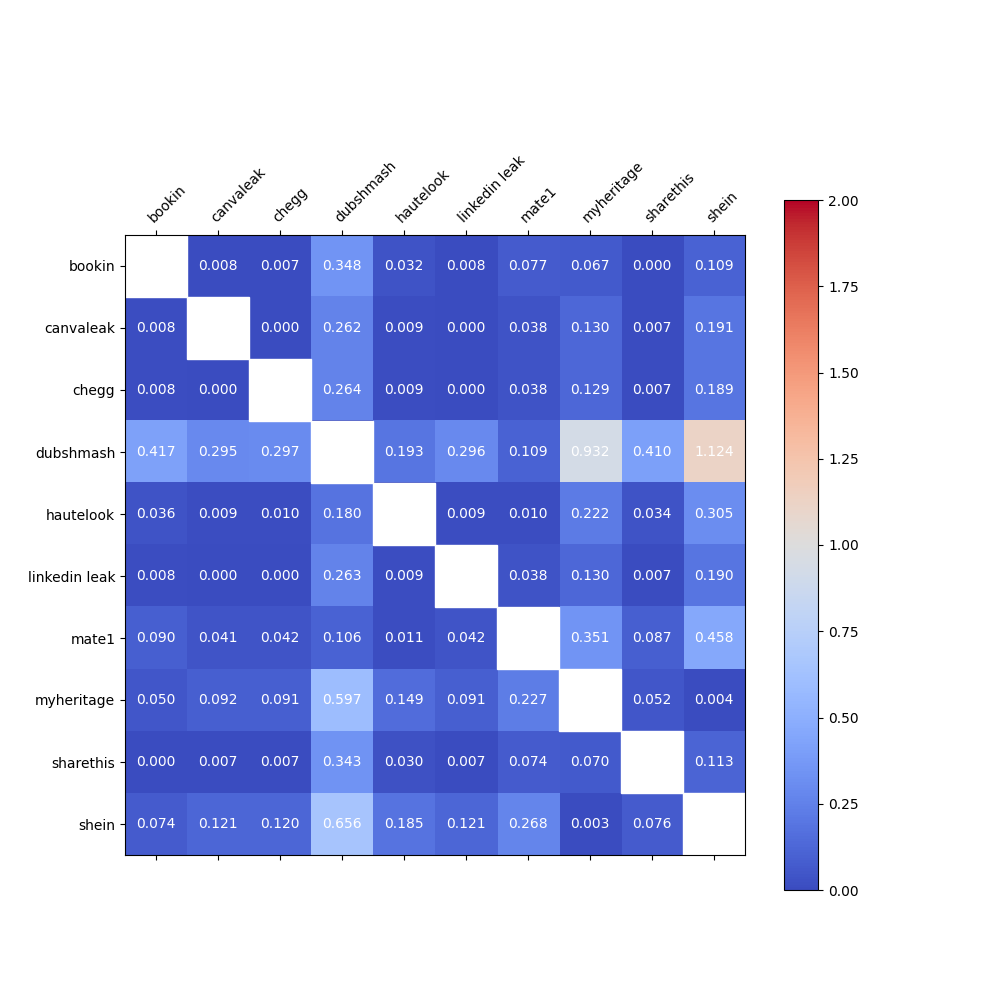 bookin canvaleak chegg dubshmash hautelook linkedin leak mate1 myheritage sharethis shein
bookin 0.008 0.007 0.348 0.032 0.008 0.077 0.067 0.000 0.109
canvaleak 0.008 0.000 0.262 0.009 0.000 0.038 0.130 0.007 0.191
chegg 0.008 0.000 0.264 0.009 0.000 0.038 0.129 0.007 0.189
dubshmash 0.417 0.295 0.297 0.193 0.296 0.109 0.932 0.410 1.124
hautelook 0.036 0.009 0.010 0.180 0.009 0.010 0.222 0.034 0.305
linkedin leak 0.008 0.000 0.000 0.263 0.009 0.038 0.130 0.007 0.190
mate1 0.090 0.041 0.042 0.106 0.011 0.042 0.351 0.087 0.458
myheritage 0.050 0.092 0.091 0.597 0.149 0.091 0.227 0.052 0.004
sharethis 0.000 0.007 0.007 0.343 0.030 0.007 0.074 0.070 0.113
shein 0.074 0.121 0.120 0.656 0.185 0.121 0.268 0.003 0.076
2.00
1.75
1.50
1.25
1.00
0.75
0.50
0.25
0.00